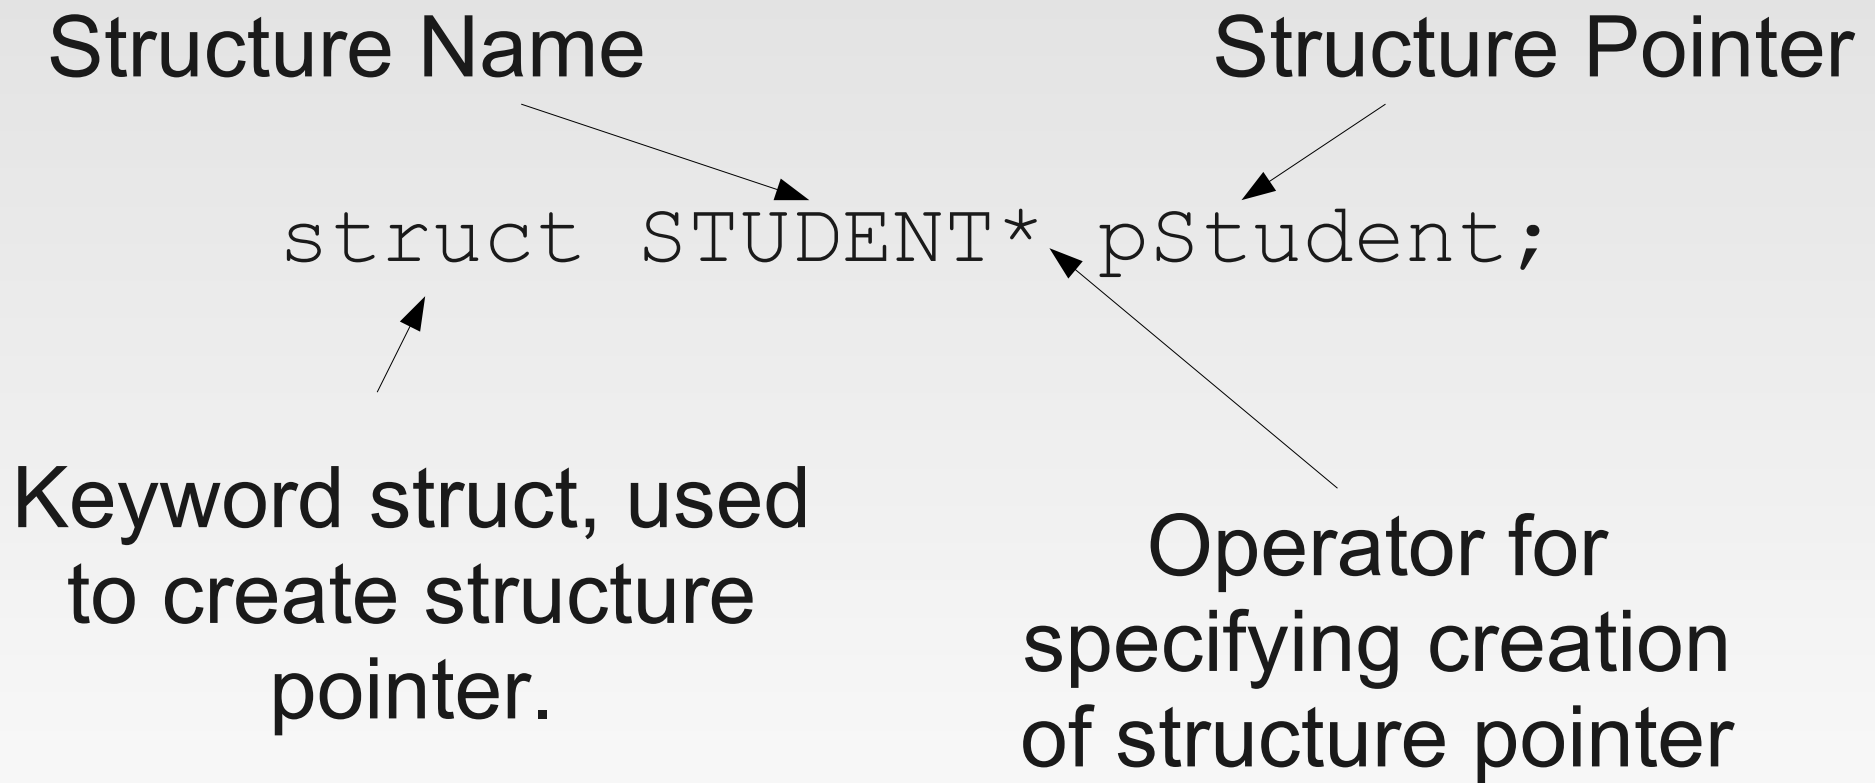 Structure Name
Structure Pointer
struct STUDENT* pStudent;
Keyword struct, used
to create structure
pointer.
Operator for
specifying creation
of structure pointer